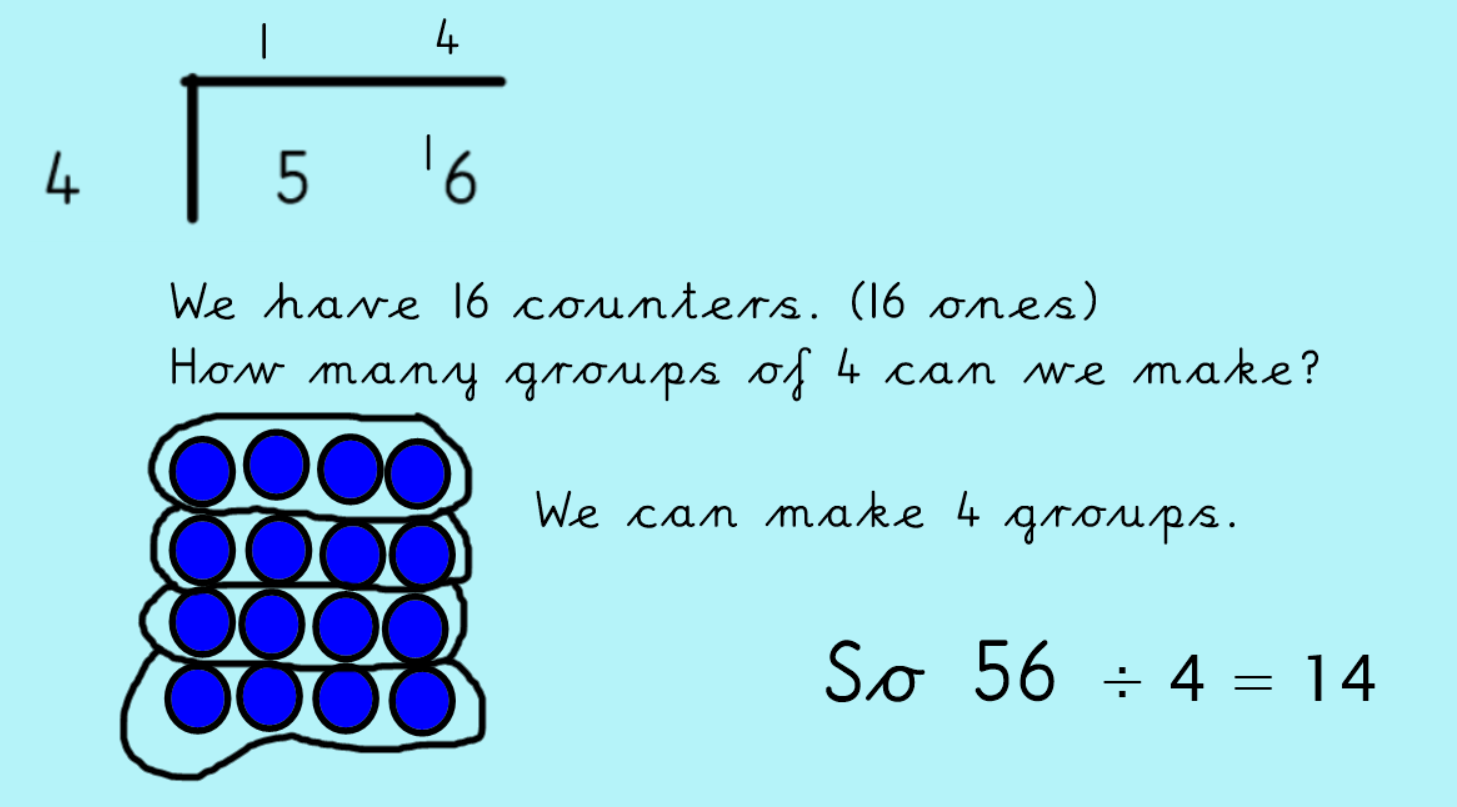 1 4
4 5 16
We have 16 counters. (16 ones)
How many groups of 4 can we make?
We can make 4 groups.
So 56 ÷ 4 = 14